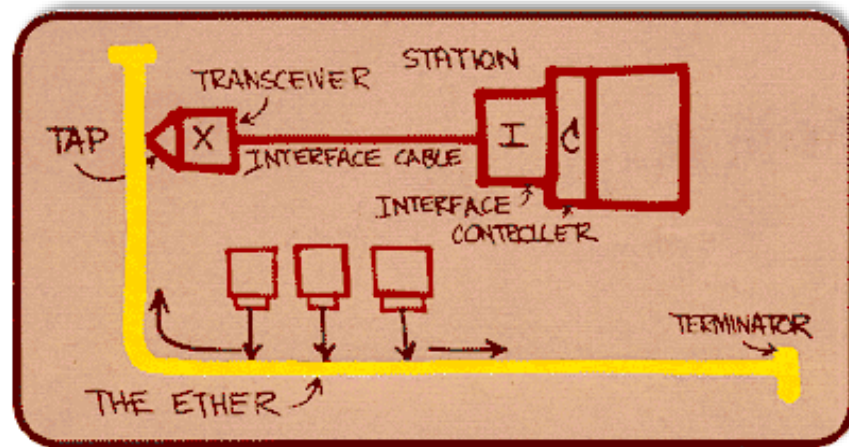 STATION
TRANSCEIVER
TAP
X
I
C
INTERFACE CABLE
INTERFACE
CONTROLLER
TERMINATOR
THE ETHER